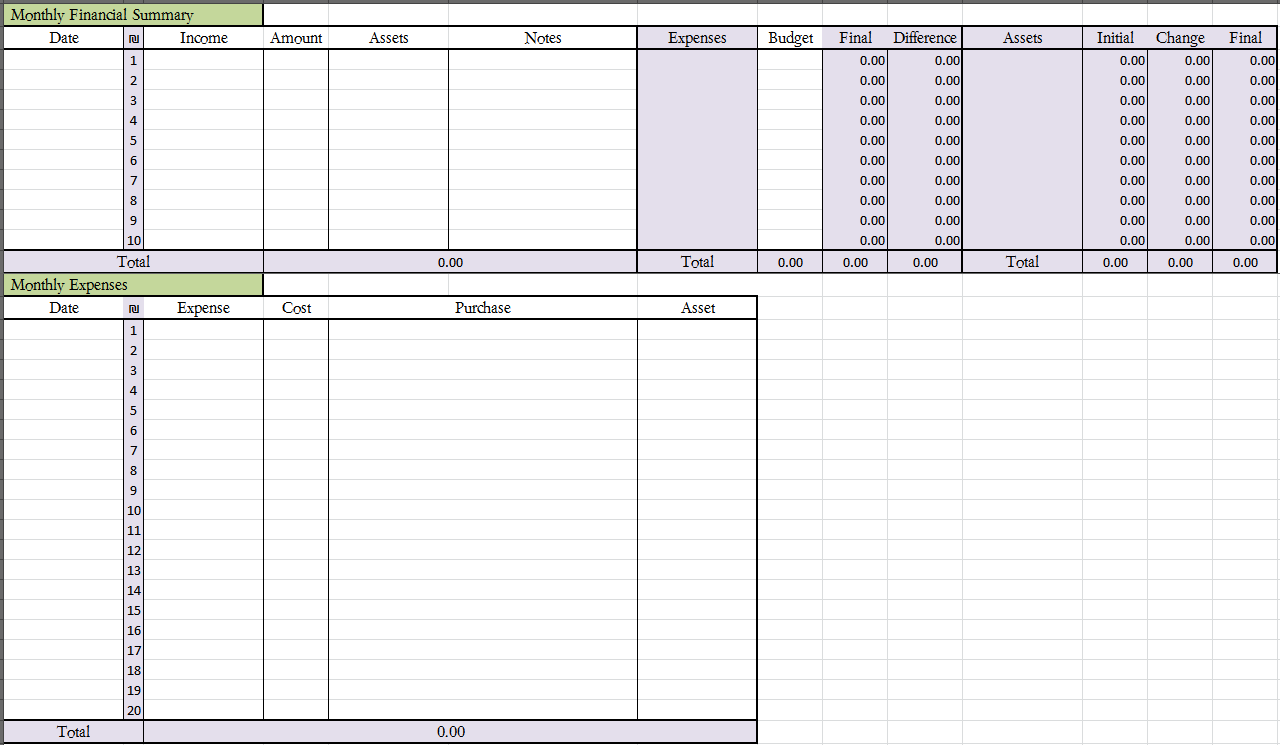 Monthly Financial Summary
Date ₪ Income Amount Assets Notes Expenses Budget Final Difference Assets Initial Change Final
1 0.00 0.00 0.00 0.00 0.00
2 0.00 0.00 0.00 0.00 0.00
3 0.00 0.00 0.00 0.00 0.00
4 0.00 0.00 0.00 0.00 0.00
5 0.00 0.00 0.00 0.00 0.00
6 0.00 0.00 0.00 0.00 0.00
7 0.00 0.00 0.00 0.00 0.00
8 0.00 0.00 0.00 0.00 0.00
9 0.00 0.00 0.00 0.00 0.00
10 0.00 0.00 0.00 0.00 0.00
Total 0.00 Total 0.00 0.00 0.00 Total 0.00 0.00 0.00
Monthly Expenses
Date ₪ Expense Cost Purchase Asset
1
2
3
4
5
6
7
8
9
10
11
12
13
14
15
16
17
18
19
20
Total 0.00